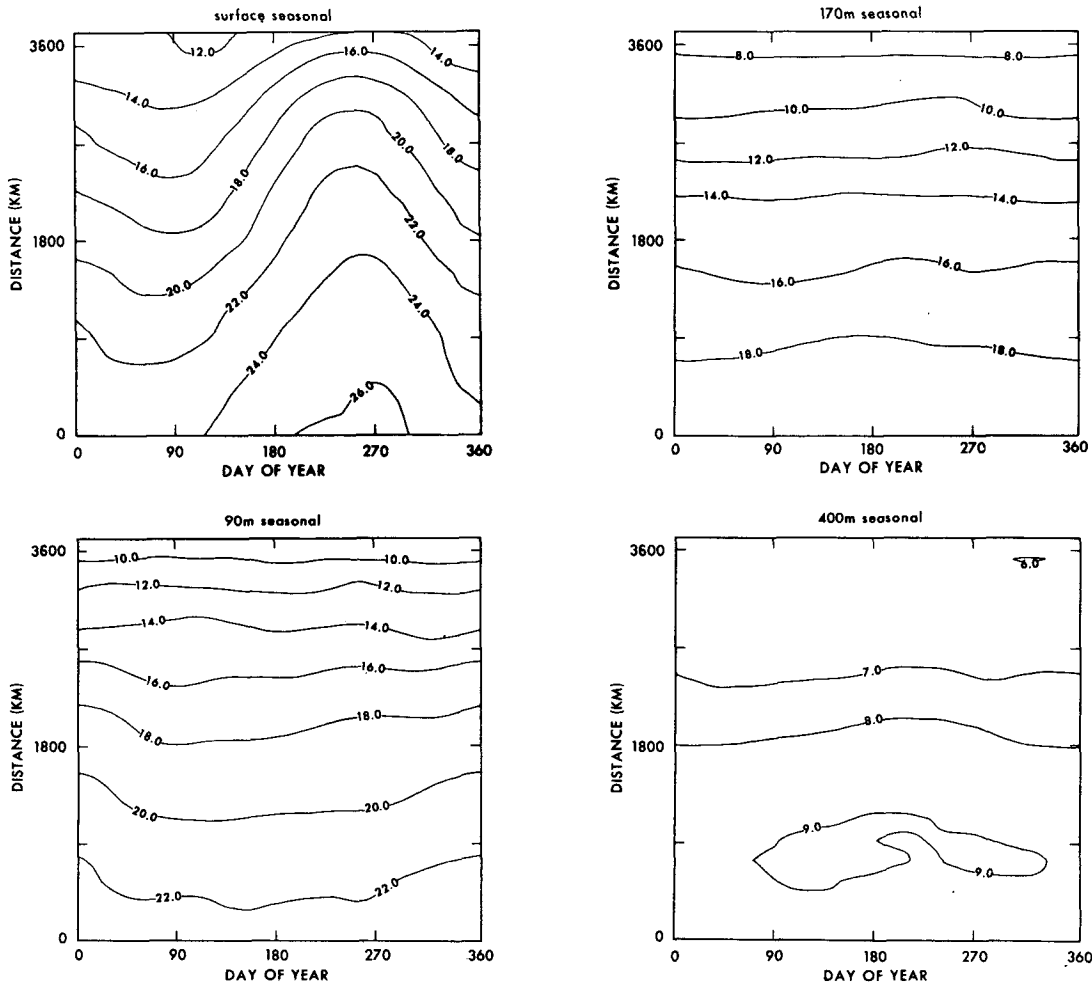 surface seasonal
3600
1800
0
DISTANCE (KM)
12.0
14.0
16.0
14.0
16.0
18.0
20.0
18.0
20.0
22.0
22.0
24.0
24.0
26.0
0 90 180 270 360
DAY OF YEAR
170m seasonal
3600
1800
0
DISTANCE (KM)
8.0 8.0
10.0 10.0
12.0 12.0
14.0 14.0
16.0 16.0
18.0 18.0
0 90 180 270 360
DAY OF YEAR
90m seasonal
3600
1800
0
DISTANCE (KM)
10.0 10.0
12.0 12.0
14.0 14.0
16.0 16.0
18.0 18.0
20.0 20.0
22.0 22.0
0 90 180 270 360
DAY OF YEAR
400m seasonal
3600
1800
0
DISTANCE (KM)
6.0
7.0
8.0
9.0
9.0
0 90 180 270 360
DAY OF YEAR